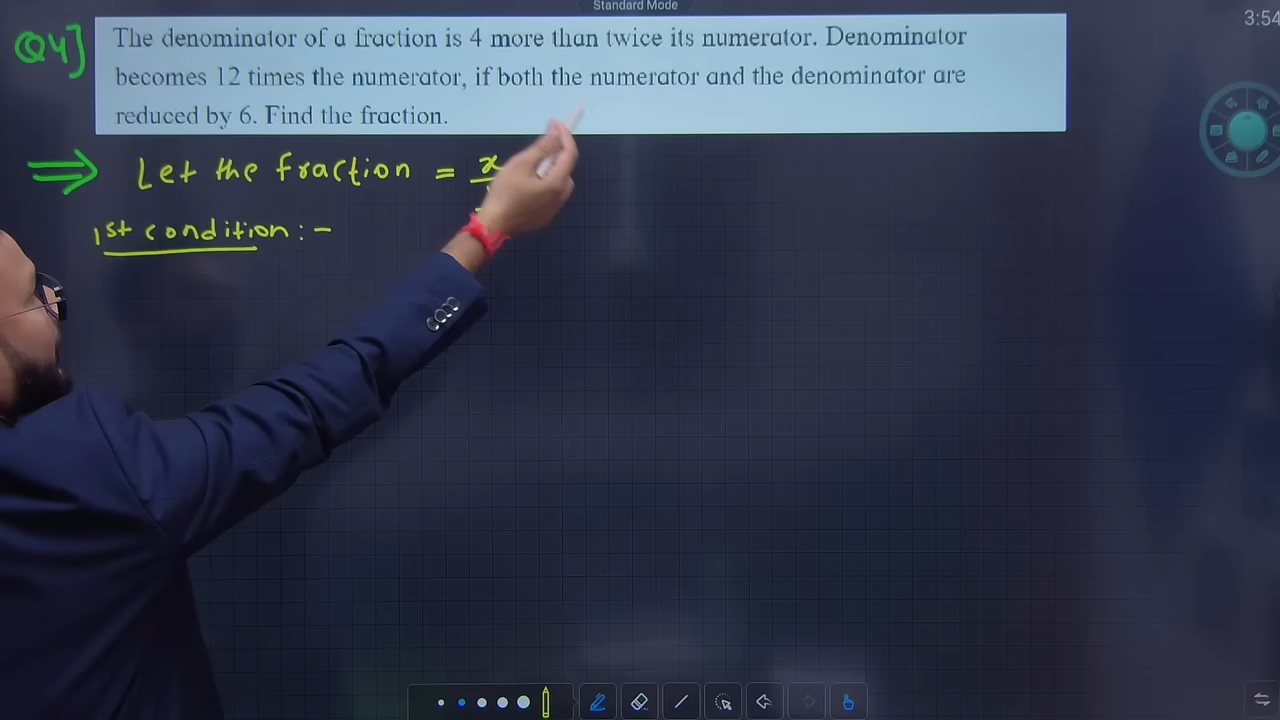 Standard Mode
3:54
Q4]
The denominator of a fraction is 4 more than twice its numerator. Denominator
becomes 12 times the numerator, if both the numerator and the denominator are
reduced by 6. Find the fraction.
⇒ Let the fraction = x
1st condition :-